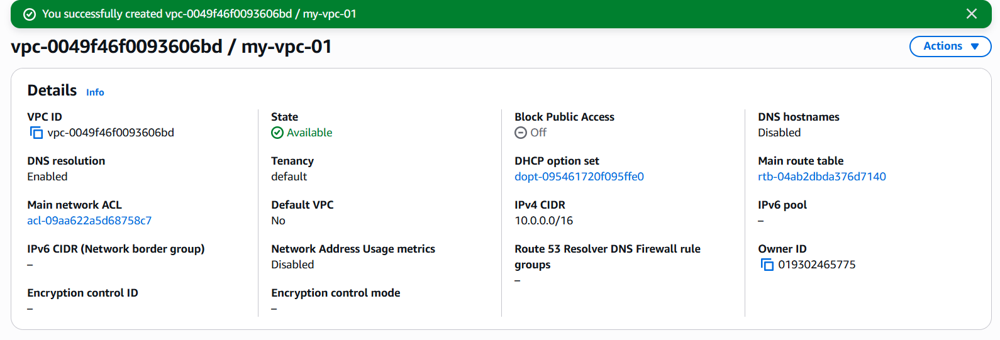 You successfully created vpc-0049f46f0093606bd / my-vpc-01
vpc-0049f46f0093606bd / my-vpc-01
Actions
Details Info
VPC ID
vpc-0049f46f0093606bd
State
Available
Block Public Access
Off
DNS hostnames
Disabled
DNS resolution
Enabled
Tenancy
default
DHCP option set
dopt-095461720f095ffe0
Main route table
rtb-04ab2dbda376d7140
Main network ACL
acl-09aa622a5d68758c7
Default VPC
No
IPv4 CIDR
10.0.0.0/16
IPv6 pool
–
IPv6 CIDR (Network border group)
–
Network Address Usage metrics
Disabled
Route 53 Resolver DNS Firewall rule
groups
–
Owner ID
019302465775
Encryption control ID
–
Encryption control mode
–